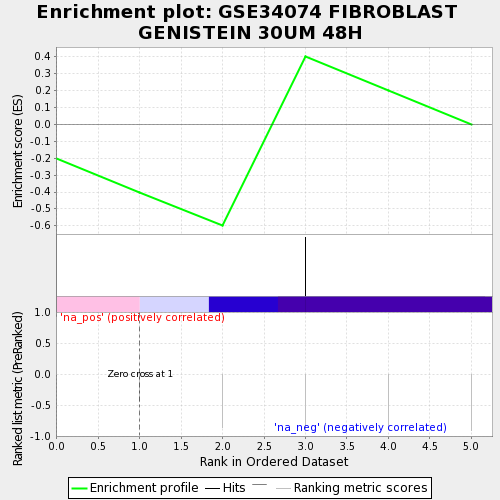 Enrichment plot: GSE34074 FIBROBLAST
GENISTEIN 30UM 48H
Enrichment score (ES)
0.4
0.3
0.2
0.1
0.0
-0.1
-0.2
-0.3
-0.4
-0.5
-0.6
Ranked list metric (PreRanked)
1.0
0.5
0.0
-0.5
-1.0
'na_pos' (positively correlated)
Zero cross at 1
'na_neg' (negatively correlated)
0.0 0.5 1.0 1.5 2.0 2.5 3.0 3.5 4.0 4.5 5.0
Rank in Ordered Dataset
Enrichment profile Hits Ranking metric scores